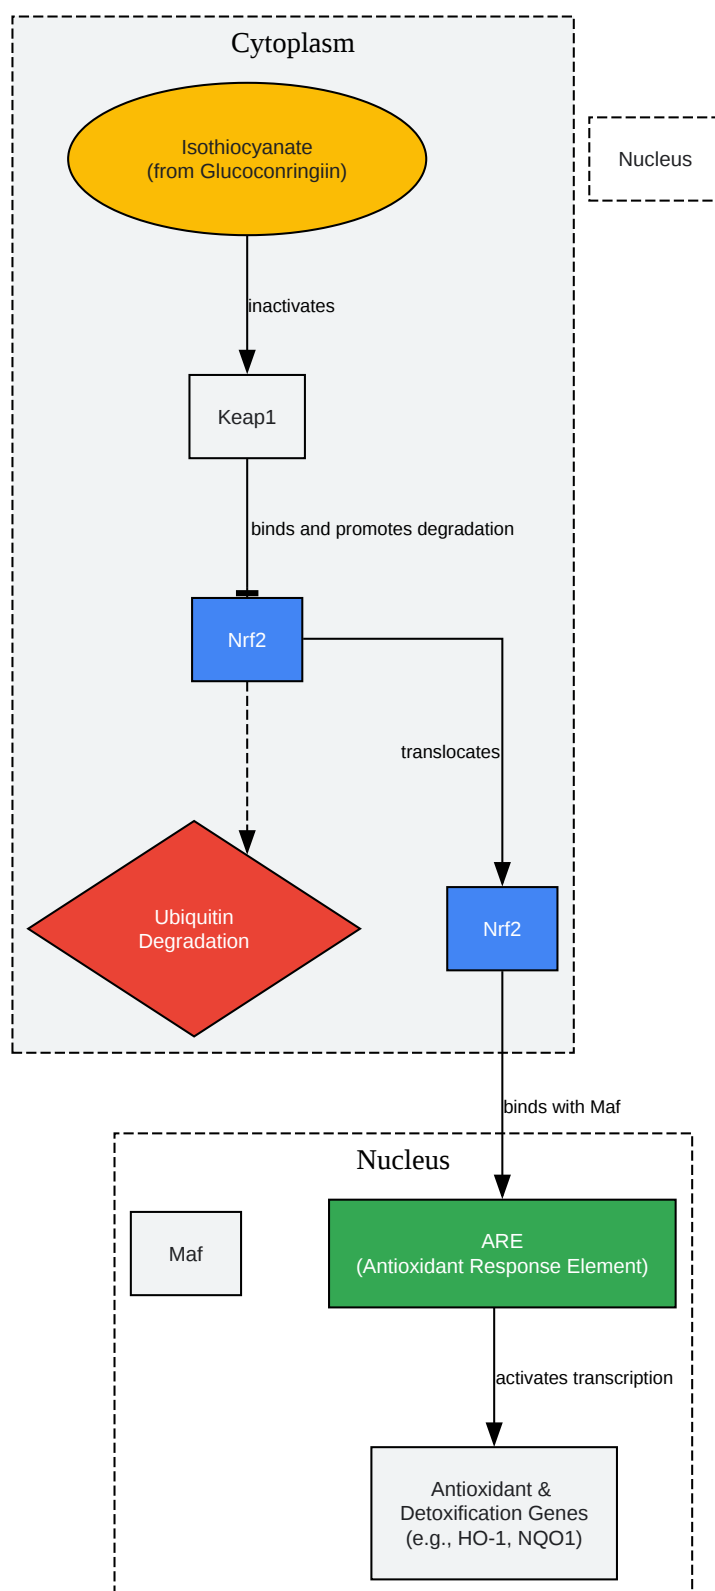 Cytoplasm
Isothiocyanate
(from Glucoconringiin)
Nucleus
inactivates
Keap1
binds and promotes degradation
Nrf2
translocates
Ubiquitin
Degradation
Nrf2
binds with Maf
Nucleus
Maf
ARE
(Antioxidant Response Element)
activates transcription
Antioxidant &
Detoxification Genes
(e.g., HO-1, NQO1)